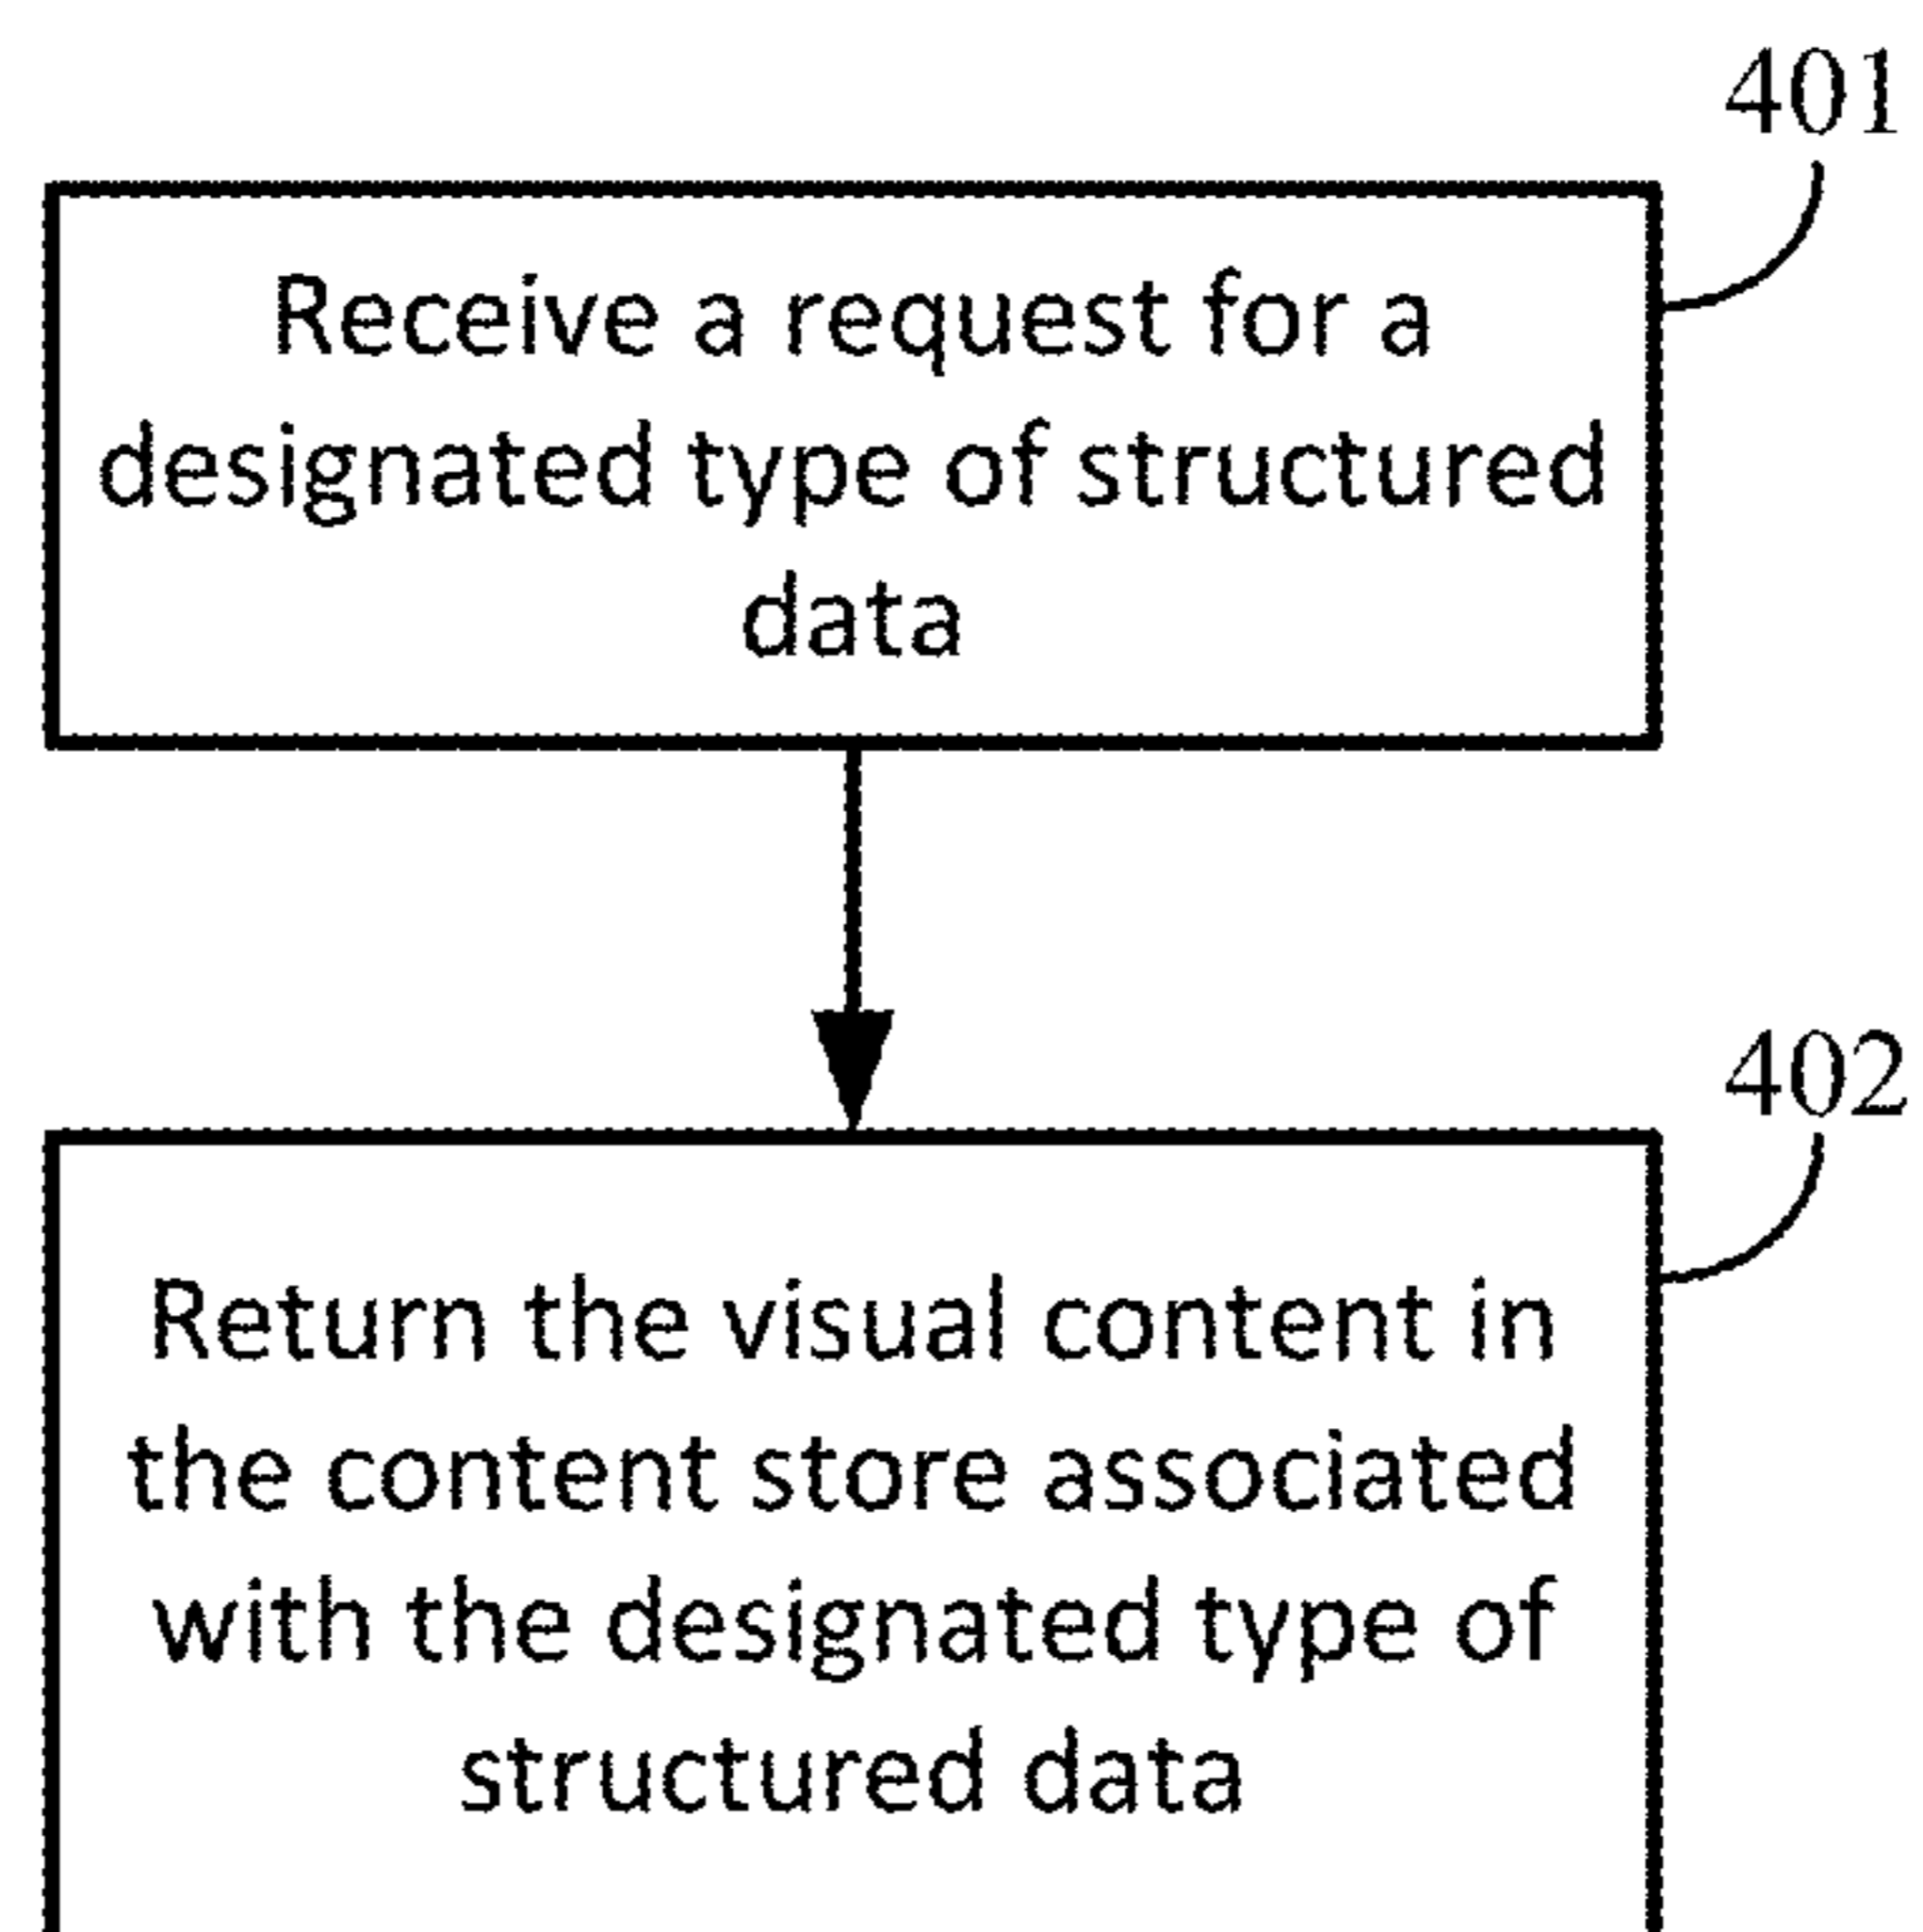 401
Receive a request for a
designated type of structured
data
402
Return the visual content in
the content store associated
with the designated type of
structured data